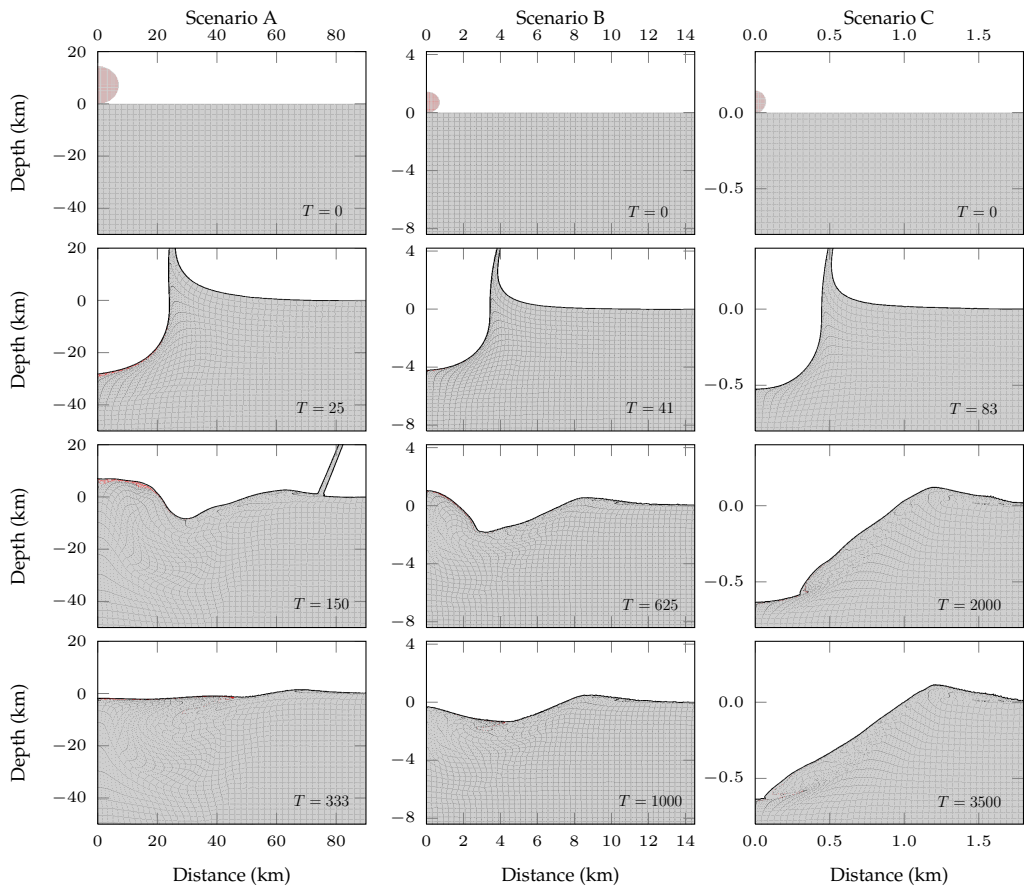 Scenario A Scenario B Scenario C
0 20 40 60 80 0 2 4 6 8 10 12 14 0.0 0.5 1.0 1.5
Depth (km)
20
0
−20
−40
T = 0
4
0
−4
−8
T = 0
0.0
−0.5
T = 0
Depth (km)
20
0
−20
−40
T = 25
4
0
−4
−8
T = 41
0.0
−0.5
T = 83
Depth (km)
20
0
−20
−40
T = 150
4
0
−4
−8
T = 625
0.0
−0.5
T = 2000
Depth (km)
20
0
−20
−40
T = 333
4
0
−4
−8
T = 1000
0.0
−0.5
T = 3500
0 20 40 60 80 0 2 4 6 8 10 12 14 0.0 0.5 1.0 1.5
Distance (km) Distance (km) Distance (km)